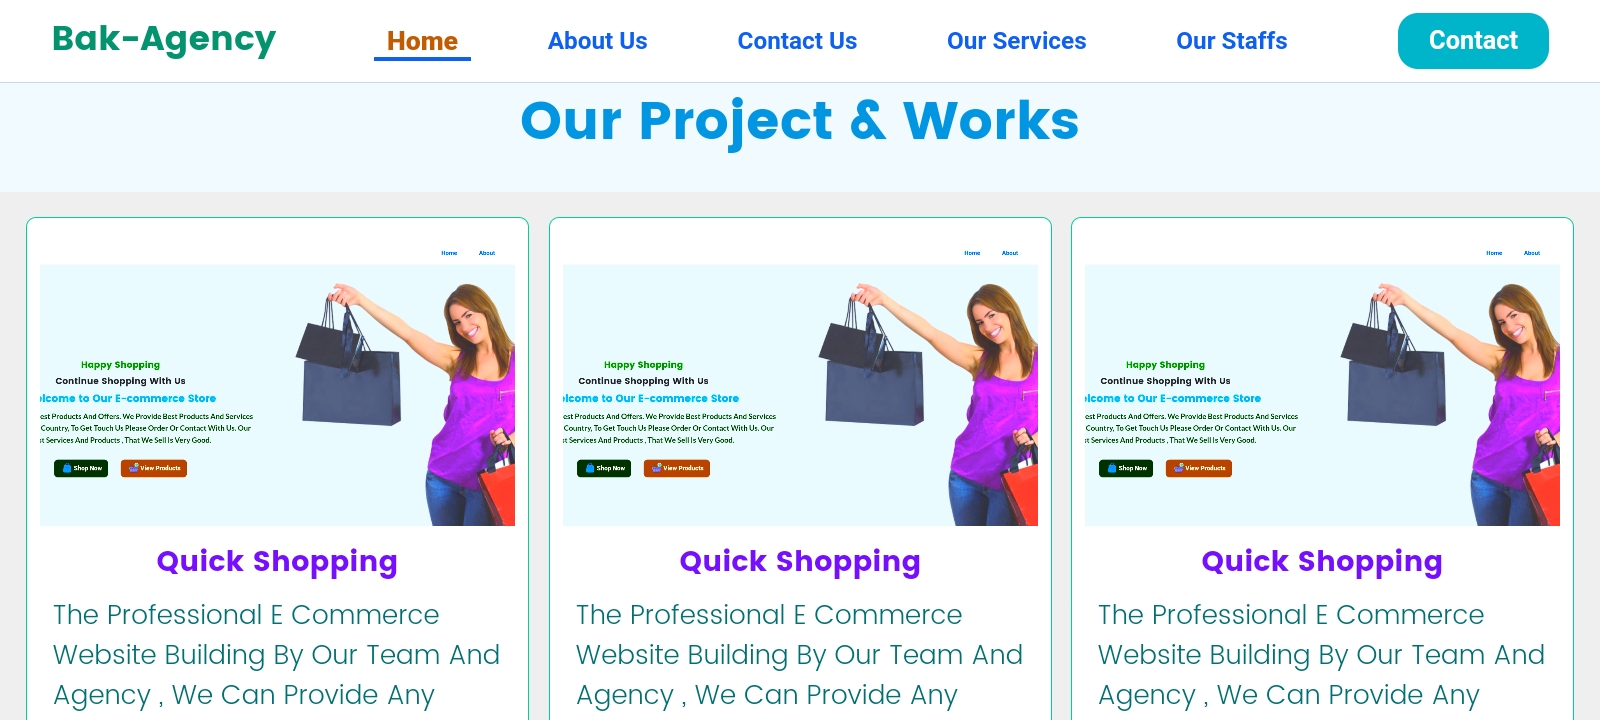 Bak-Agency Home About Us Contact Us Our Services Our Staffs Contact
Our Project & Works
Home About
Happy Shopping
Continue Shopping With Us
to Our E-commerce Store
Products And Offers. We Provide Best Products And Services
Country, To Get Touch Us Please Order Or Contact With Us. Our
Services And Products , That We Sell Is Very Good.
Shop Now View Products
Quick Shopping
The Professional E Commerce
Website Building By Our Team And
Agency , We Can Provide Any
Home About
Happy Shopping
Continue Shopping With Us
to Our E-commerce Store
Products And Offers. We Provide Best Products And Services
Country, To Get Touch Us Please Order Or Contact With Us. Our
Services And Products , That We Sell Is Very Good.
Shop Now View Products
Quick Shopping
The Professional E Commerce
Website Building By Our Team And
Agency , We Can Provide Any
Home About
Happy Shopping
Continue Shopping With Us
to Our E-commerce Store
Products And Offers. We Provide Best Products And Services
Country, To Get Touch Us Please Order Or Contact With Us. Our
Services And Products , That We Sell Is Very Good.
Shop Now View Products
Quick Shopping
The Professional E Commerce
Website Building By Our Team And
Agency , We Can Provide Any